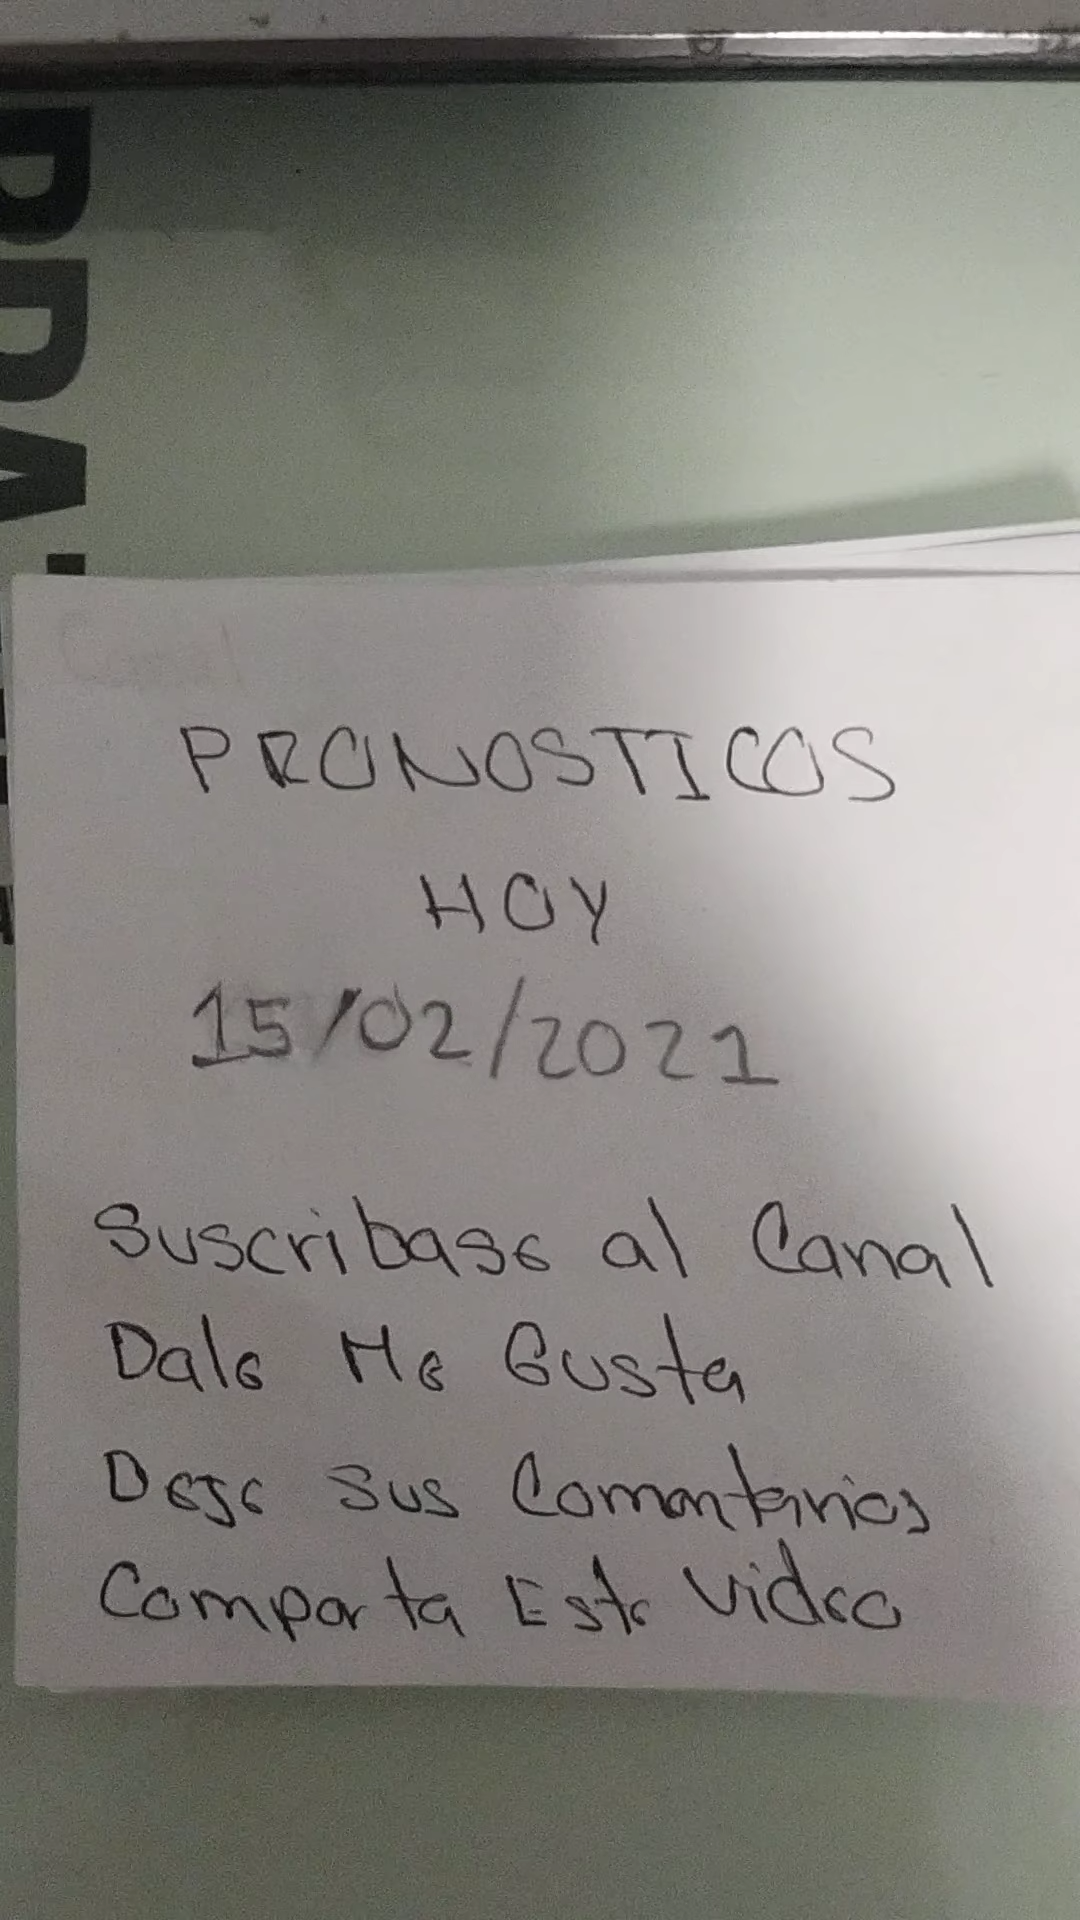 PRONOSTICOS
HOY
15/02/2021
Suscribase al Canal
Dale Me Gusta
Deje sus Comentarios
Comparta Este Video